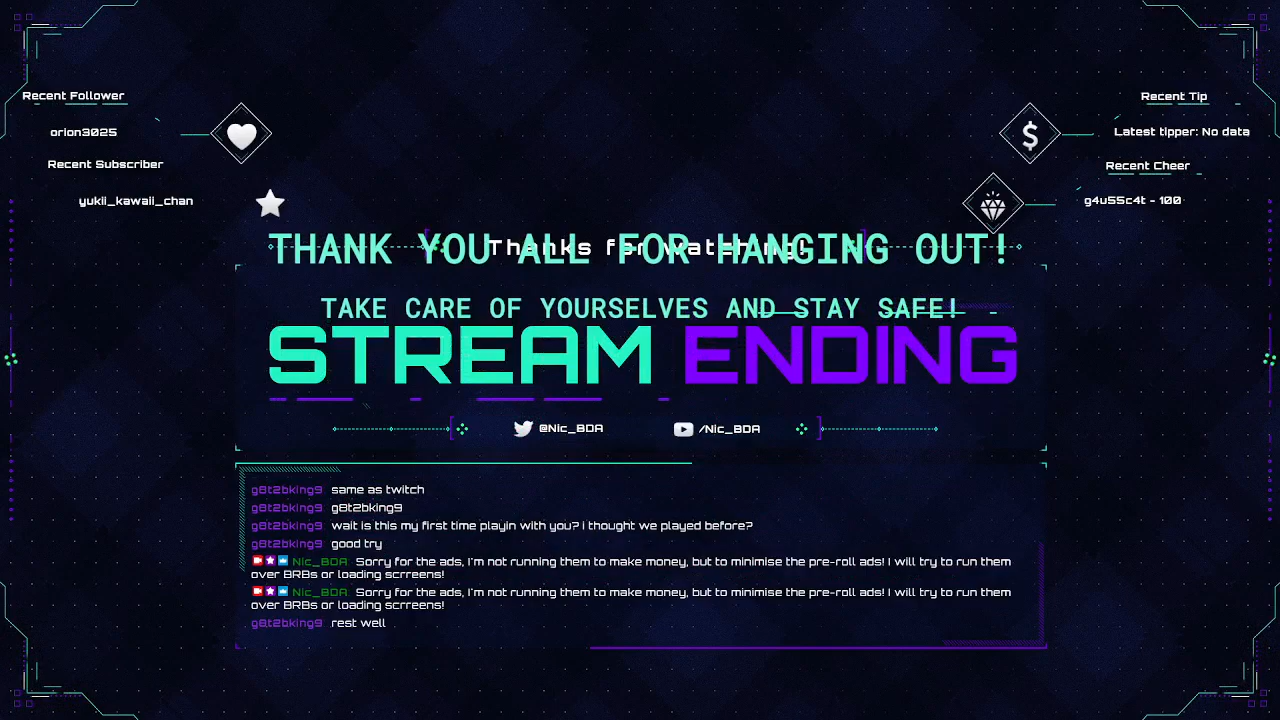 Recent Follower
orion3025
Recent Subscriber
yukii_kawaii_chan
Recent Tip
Latest tipper: No data
Recent Cheer
g4u55c4t - 100
Thanks for watching!
THANK YOU ALL FOR HANGING OUT!
TAKE CARE OF YOURSELVES AND STAY SAFE!
STREAM ENDING
@Nic_BDA
/Nic_BDA
g8t2bking9 same as twitch
g8t2bking9 g8t2bking9
g8t2bking9 wait is this my first time playin with you? i thought we played before?
g8t2bking9 good try
Nic_BDA Sorry for the ads, I'm not running them to make money, but to minimise the pre-roll ads! I will try to run them
over BRBs or loading scrreens!
Nic_BDA Sorry for the ads, I'm not running them to make money, but to minimise the pre-roll ads! I will try to run them
over BRBs or loading scrreens!
g8t2bking9 rest well